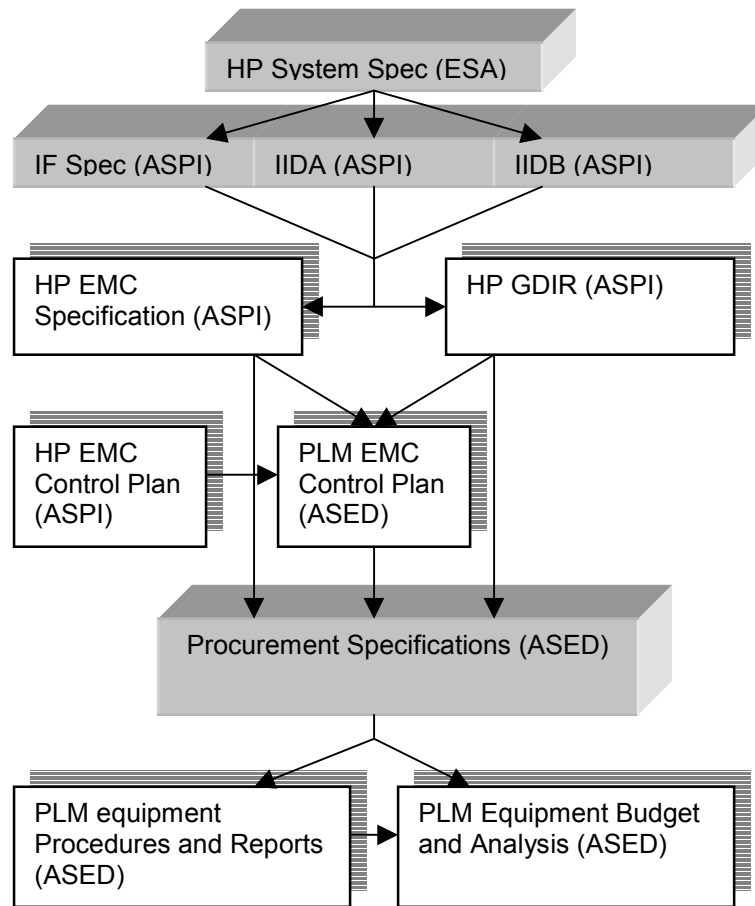 HP System Spec (ESA)
IF Spec (ASPI)
IIDA (ASPI)
IIDB (ASPI)
HP EMC
Specification (ASPI)
HP GDIR (ASPI)
HP EMC
Control Plan
(ASPI)
PLM EMC
Control Plan
(ASED)
Procurement Specifications (ASED)
PLM equipment
Procedures and Reports
(ASED)
PLM Equipment Budget
and Analysis (ASED)